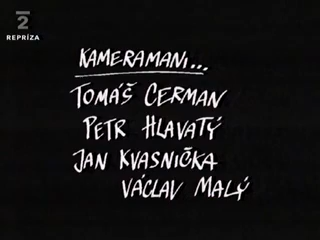 2
REPRÍZA
KAMERAMANI...
TOMÁŠ CERMAN
PETR HLAVATÝ
JAN KVASNIČKA
VÁCLAV MALÝ